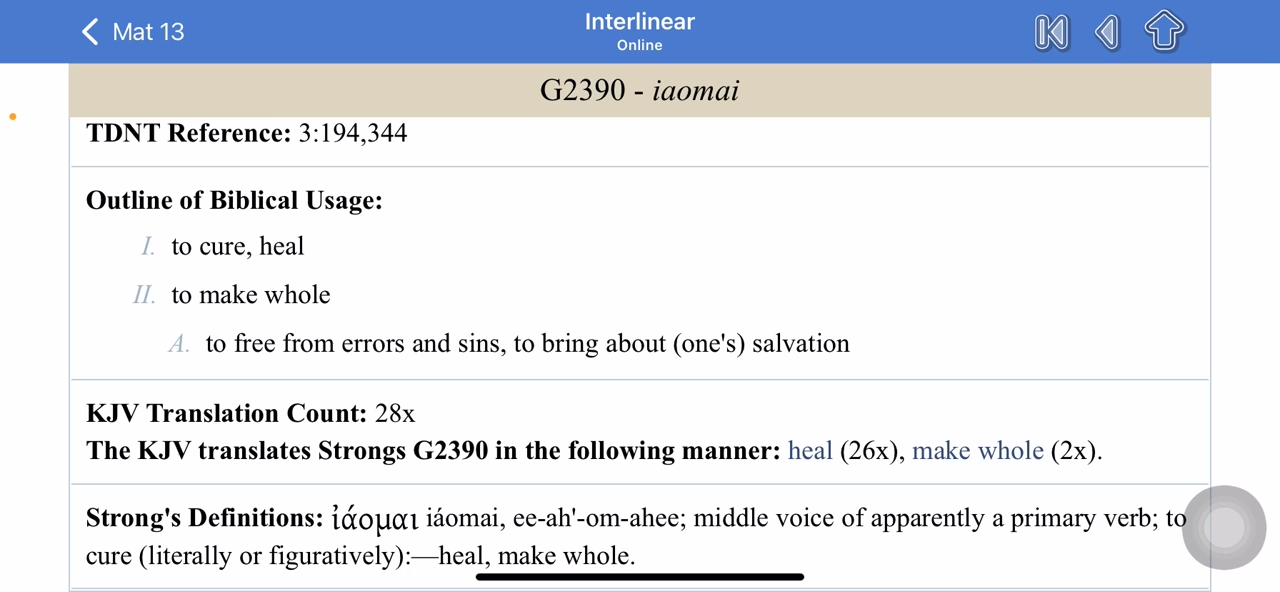 Mat 13
Interlinear
Online
G2390 - iaomai
TDNT Reference: 3:194,344
Outline of Biblical Usage:
I. to cure, heal
II. to make whole
A. to free from errors and sins, to bring about (one's) salvation
KJV Translation Count: 28x
The KJV translates Strongs G2390 in the following manner: heal (26x), make whole (2x).
Strong's Definitions: ἰάομαι iáomai, ee-ah'-om-ahee; middle voice of apparently a primary verb; to
cure (literally or figuratively):—heal, make whole.